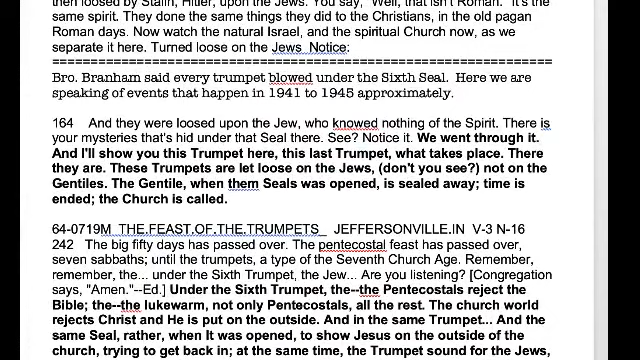 then loosed by Stalin, Hitler, upon the Jews. You say, "Well, that isn't Roman." It's the
same spirit. They done the same things they did to the Christians, in the old pagan
Roman days. Now watch the natural Israel, and the spiritual Church now, as we
separate it here. Turned loose on the Jews Notice:
============================================================
Bro. Branham said every trumpet blowed under the Sixth Seal. Here we are
speaking of events that happen in 1941 to 1945 approximately.
164 And they were loosed upon the Jew, who knowed nothing of the Spirit. There is
your mysteries that's hid under that Seal there. See? Notice it. We went through it.
And I'll show you this Trumpet here, this last Trumpet, what takes place. There
they are. These Trumpets are let loose on the Jews, (don't you see?) not on the
Gentiles. The Gentile, when them Seals was opened, is sealed away; time is
ended; the Church is called.
64-0719M THE.FEAST.OF.THE.TRUMPETS_ JEFFERSONVILLE.IN V-3 N-16
242 The big fifty days has passed over. The pentecostal feast has passed over,
seven sabbaths; until the trumpets, a type of the Seventh Church Age. Remember,
remember, the... under the Sixth Trumpet, the Jew... Are you listening? [Congregation
says, "Amen."--Ed.] Under the Sixth Trumpet, the--the Pentecostals reject the
Bible; the--the lukewarm, not only Pentecostals, all the rest. The church world
rejects Christ and He is put on the outside. And in the same Trumpet... And the
same Seal, rather, when It was opened, to show Jesus on the outside of the
church, trying to get back in; at the same time, the Trumpet sound for the Jews,